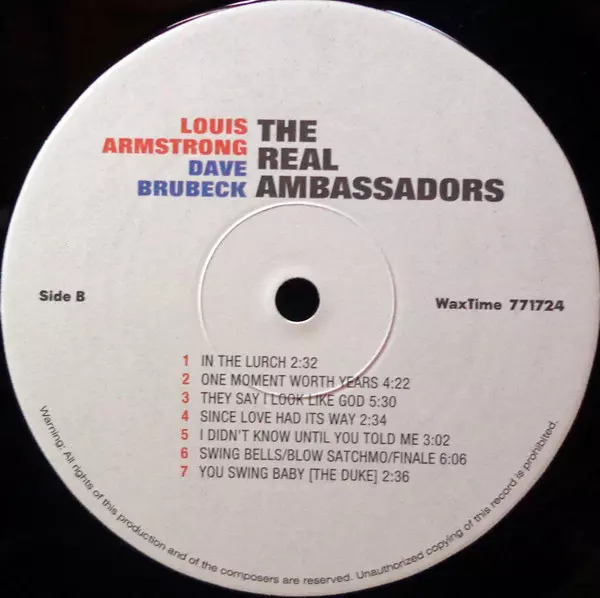 LOUIS
ARMSTRONG
DAVE
BRUBECK
THE
REAL
AMBASSADORS
Side B
WaxTime 771724
1 IN THE LURCH 2:32
2 ONE MOMENT WORTH YEARS 4:22
3 THEY SAY I LOOK LIKE GOD 5:30
4 SINCE LOVE HAD ITS WAY 2:34
5 I DIDN'T KNOW UNTIL YOU TOLD ME 3:02
6 SWING BELLS/BLOW SATCHMO/FINALE 6:06
7 YOU SWING BABY [THE DUKE] 2:36
Warning: All rights of this production and of the composers are reserved. Unauthorized copying of this record is prohibited.